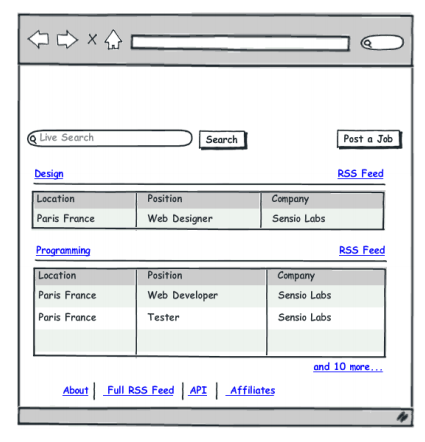 Live Search Search Post a Job
Design RSS Feed
Location Position Company
Paris France Web Designer Sensio Labs
Programming RSS Feed
Location Position Company
Paris France Web Developer Sensio Labs
Paris France Tester Sensio Labs
and 10 more...
About Full RSS Feed API Affiliates